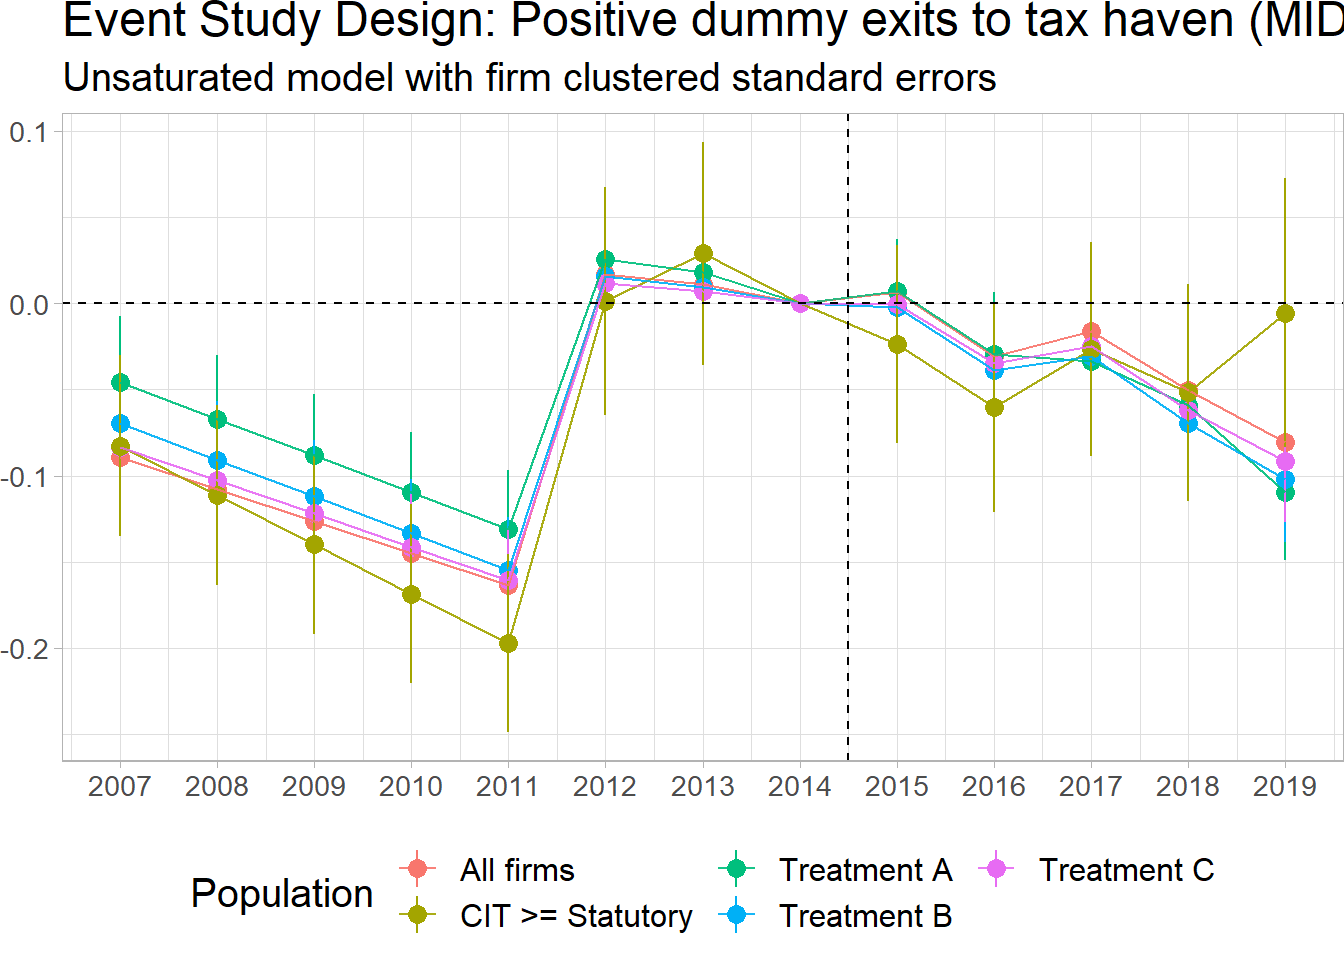 Event Study Design: Positive dummy exits to tax haven (MID
Unsaturated model with firm clustered standard errors
0.1
0.0
-0.1
-0.2
2007 2008 2009 2010 2011 2012 2013 2014 2015 2016 2017 2018 2019
Population
All firms
CIT >= Statutory
Treatment A
Treatment B
Treatment C